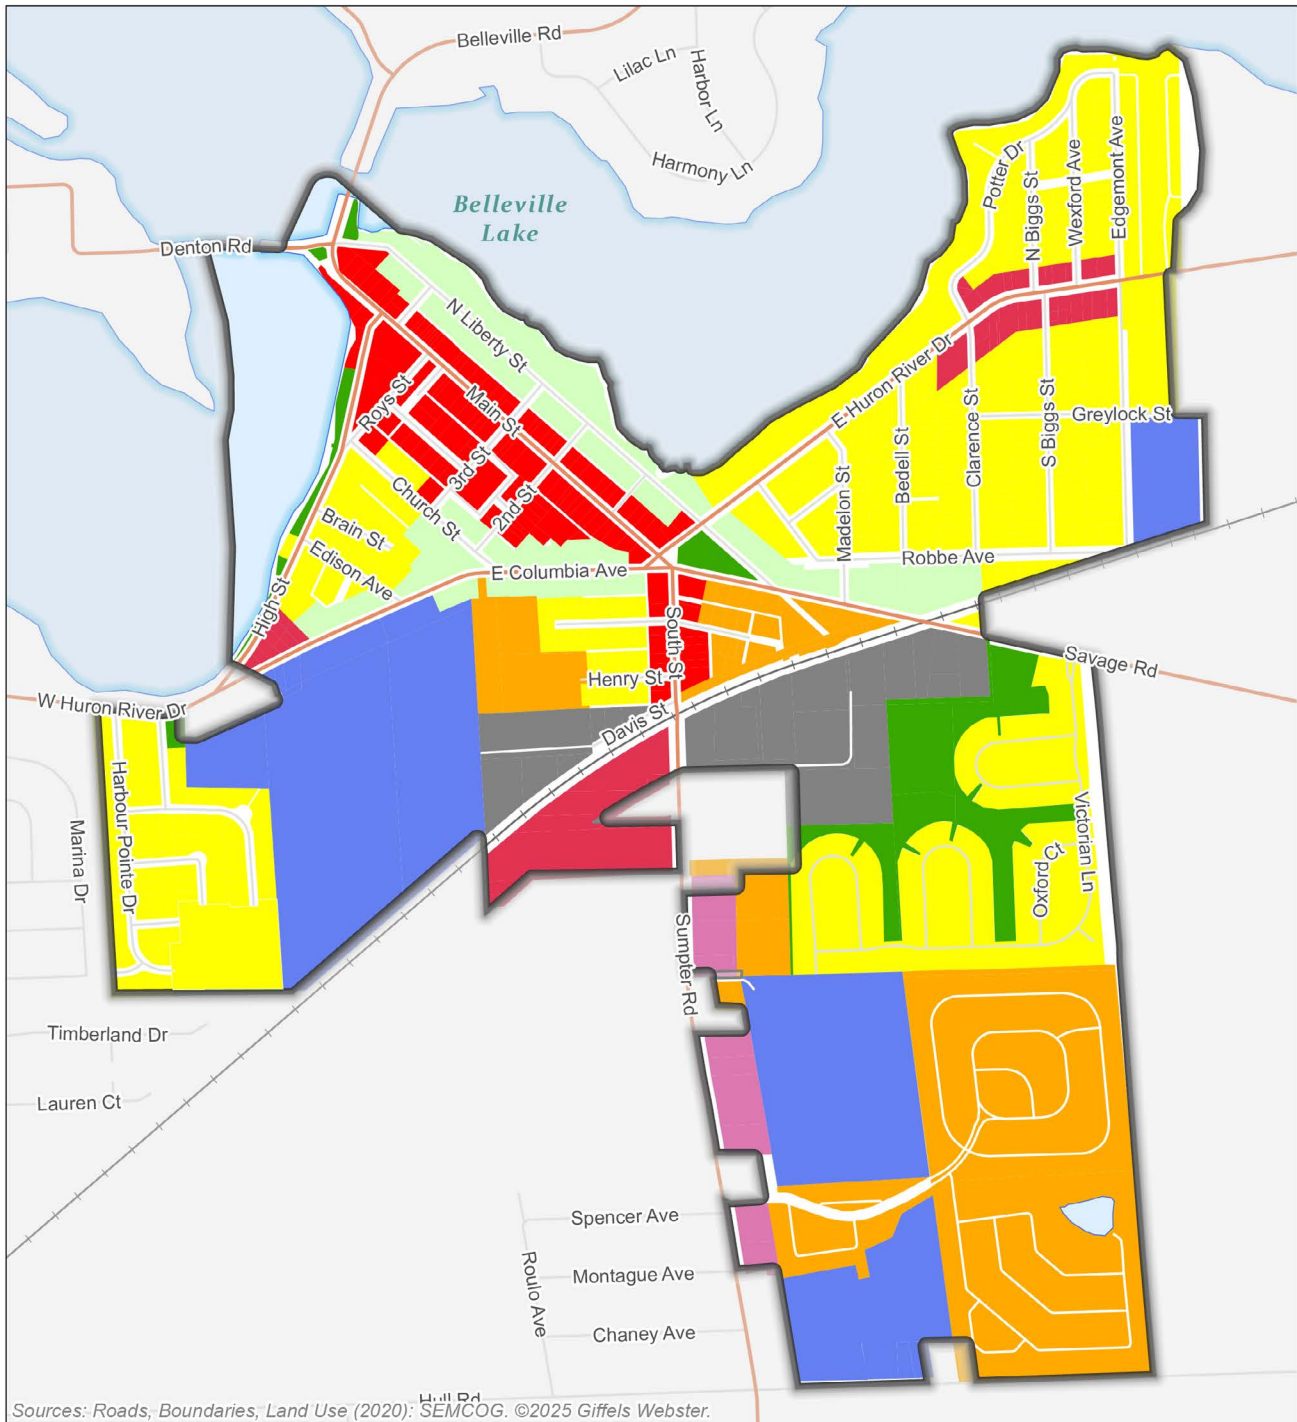 Belleville Rd
Lilac Ln
Harbor Ln
Harmony Ln
Belleville
Lake
Denton Rd
Potter Dr
N Biggs St
Wexford Ave
Edgemont Ave
N Liberty St
Main St
Roys St
3rd St
2nd St
Church St
Brain St
Edison Ave
High St
E Columbia Ave
E Huron River Dr
Madelon St
Bedell St
Clarence St
S Biggs St
Greylock St
Robbe Ave
South St
Henry St
Davis St
Savage Rd
W Huron River Dr
Harbour Pointe Dr
Marina Dr
Victorian Ln
Oxford Ct
Sumpter Rd
Timberland Dr
Lauren Ct
Spencer Ave
Roulo Ave
Montague Ave
Chaney Ave
Hull Rd
Sources: Roads, Boundaries, Land Use (2020): SEMCOG. ©2025 Giffels Webster.